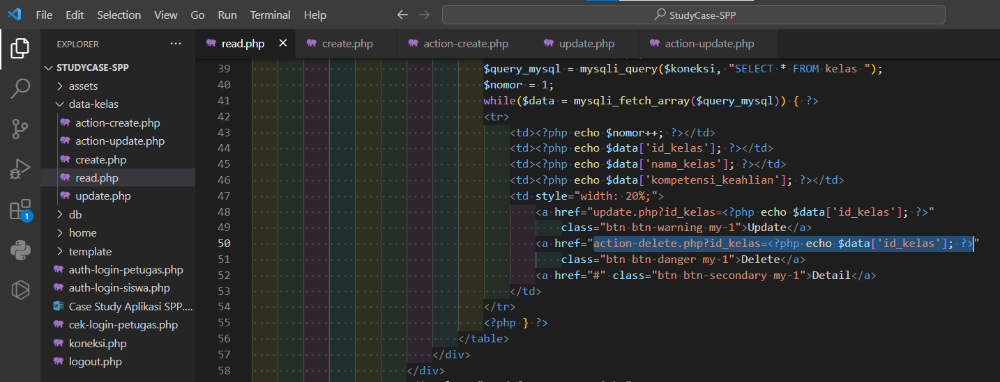 File Edit Selection View Go Run Terminal Help StudyCase-SPP
EXPLORER
read.php create.php action-create.php update.php action-update.php
STUDYCASE-SPP
assets
data-kelas
action-create.php
action-update.php
create.php
read.php
update.php
db
home
template
auth-login-petugas.php
auth-login-siswa.php
Case Study Aplikasi SPP....
cek-login-petugas.php
koneksi.php
logout.php
1
39 $query_mysql = mysqli_query($koneksi, "SELECT * FROM kelas ");
40 $nomor = 1;
41 while($data = mysqli_fetch_array($query_mysql)) { ?>
42 <tr>
43 <td><?php echo $nomor++; ?></td>
44 <td><?php echo $data['id_kelas']; ?></td>
45 <td><?php echo $data['nama_kelas']; ?></td>
46 <td><?php echo $data['kompetensi_keahlian']; ?></td>
47 <td style="width: 20%;">
48 <a href="update.php?id_kelas=<?php echo $data['id_kelas']; ?>"
49 class="btn btn-warning my-1">Update</a>
50 <a href="action-delete.php?id_kelas=<?php echo $data['id_kelas']; ?>"
51 class="btn btn-danger my-1">Delete</a>
52 <a href="#" class="btn btn-secondary my-1">Detail</a>
53 </td>
54 </tr>
55 <?php } ?>
56 </table>
57 </div>
58 </div>